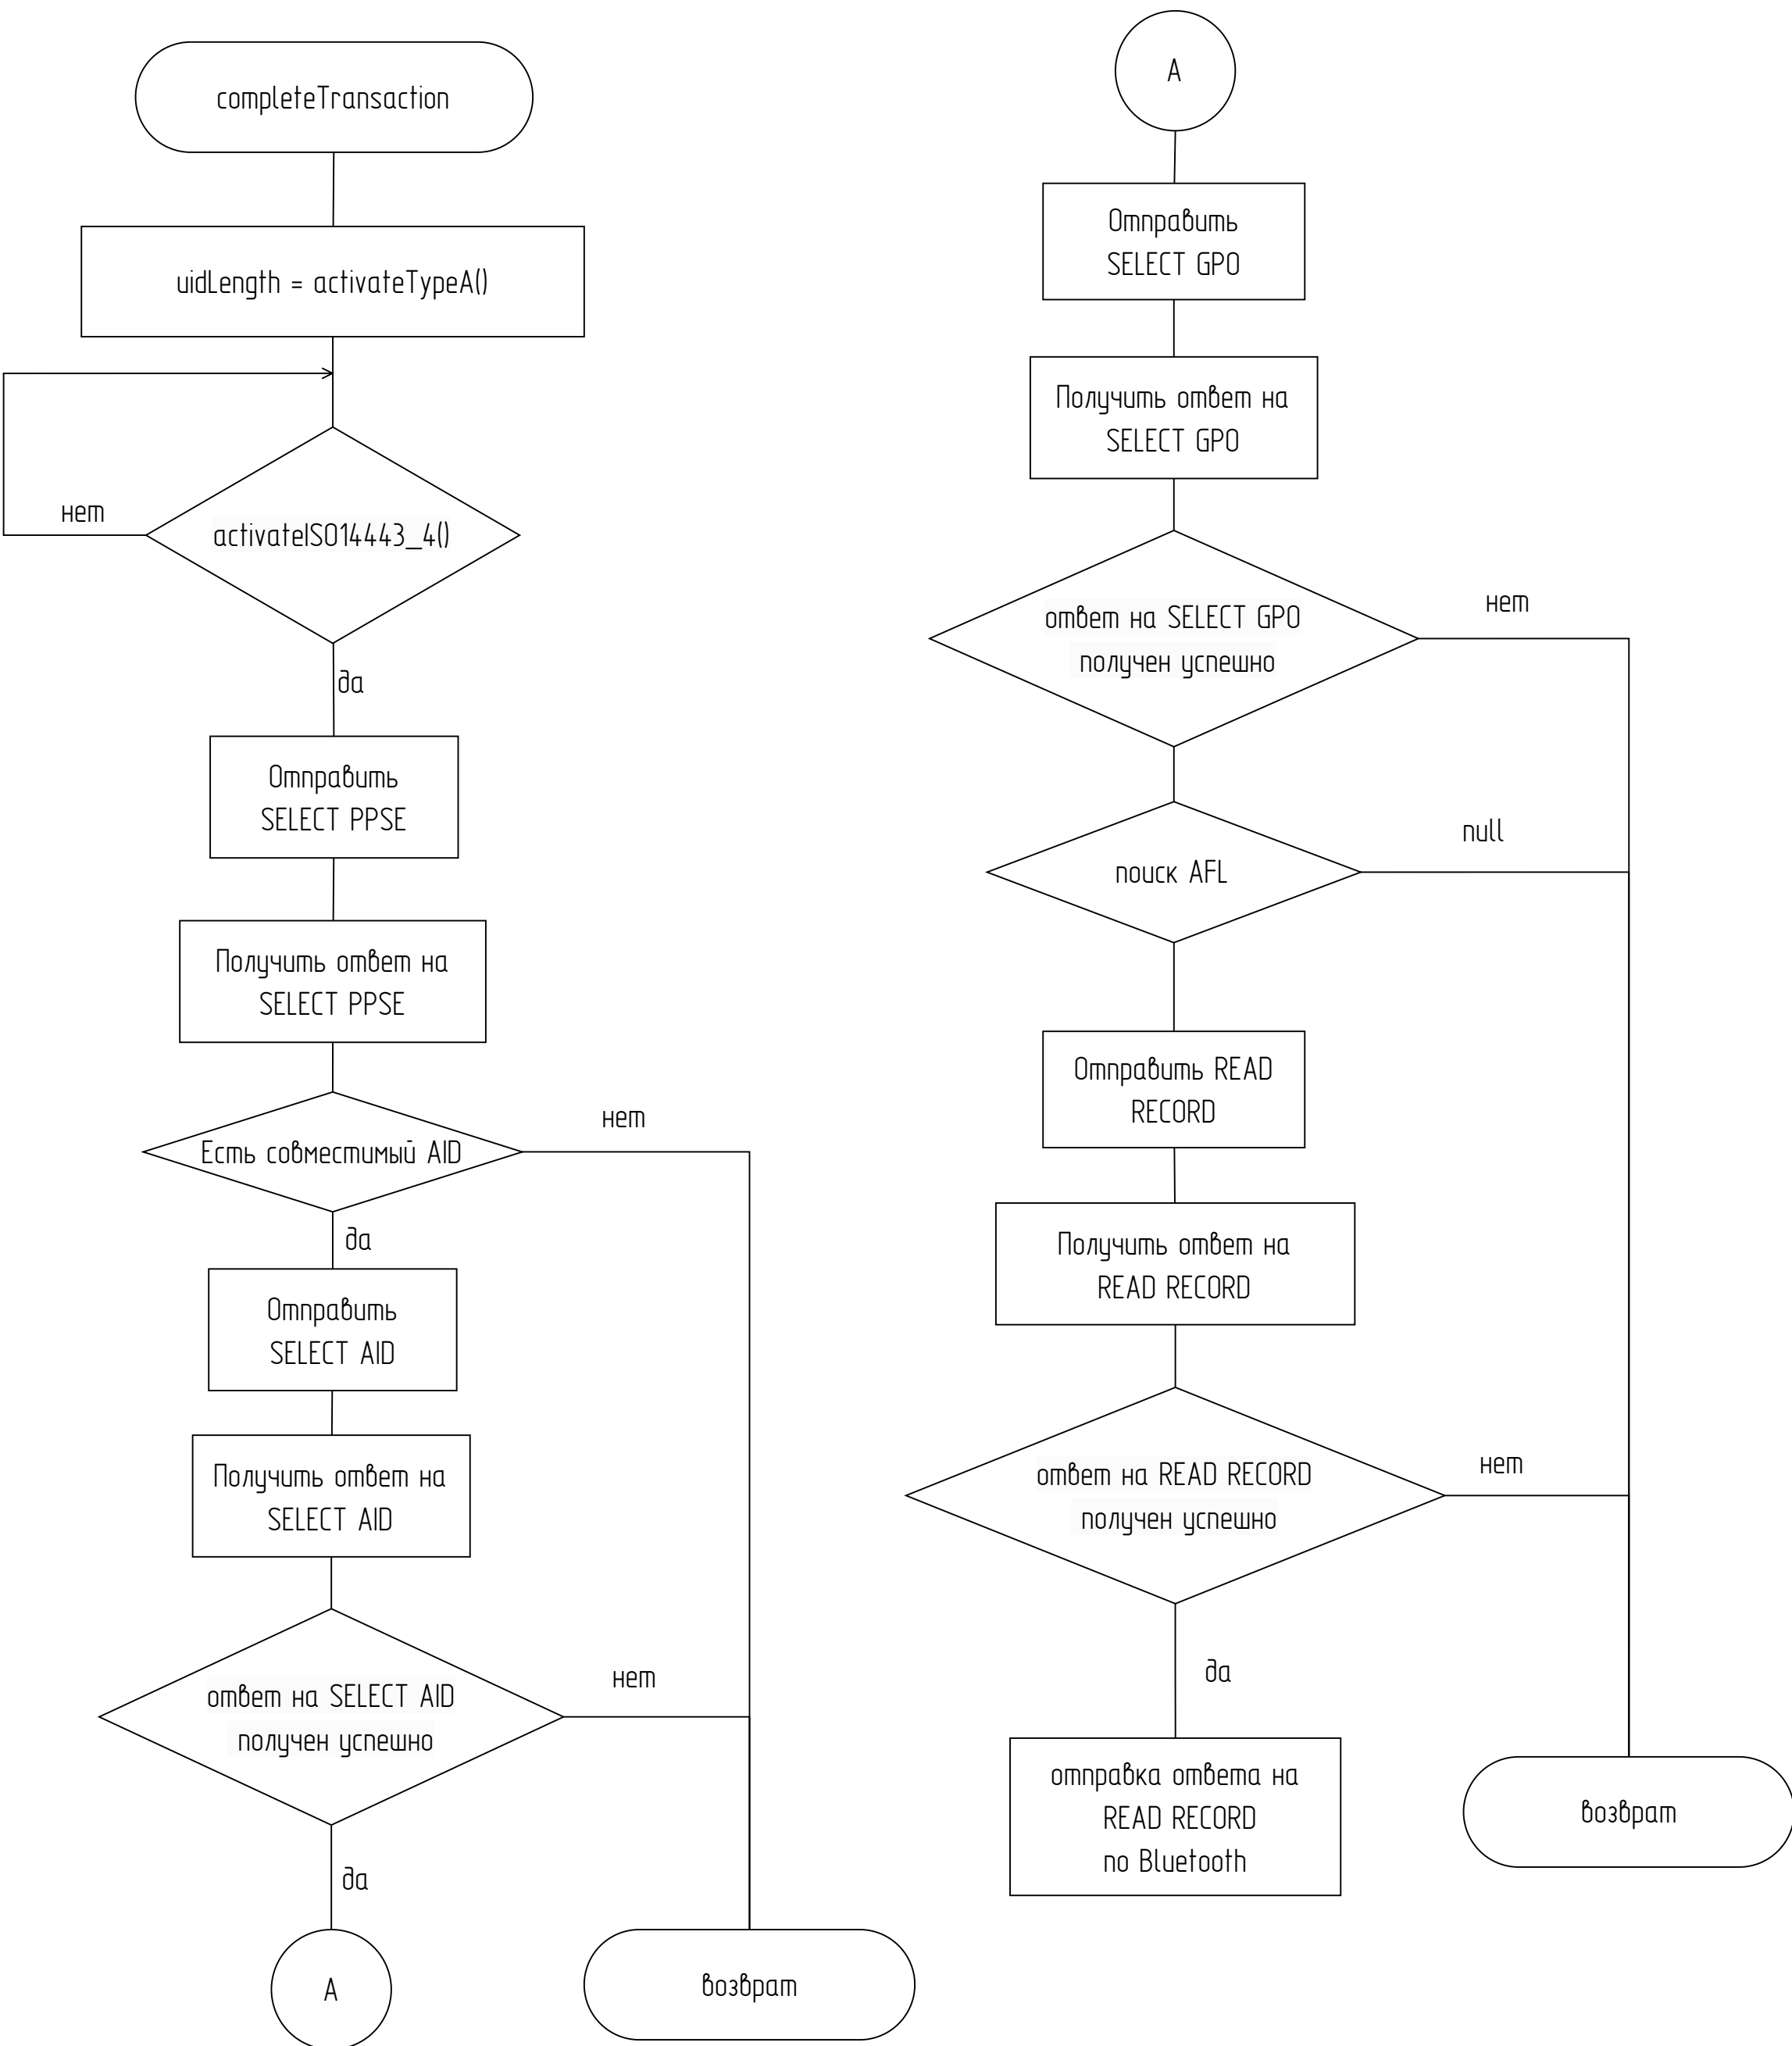 completeTransaction
uidLength = activateTypeA()
нет
activateISO14443_4()
да
Отправить
SELECT PPSE
Получить ответ на
SELECT PPSE
нет
Есть совместимый AID
да
Отправить
SELECT AID
Получить ответ на
SELECT AID
нет
ответ на SELECT AID
получен успешно
да
A
возврат
A
Отправить
SELECT GPO
Получить ответ на
SELECT GPO
нет
ответ на SELECT GPO
получен успешно
null
поиск AFL
Отправить READ
RECORD
Получить ответ на
READ RECORD
нет
ответ на READ RECORD
получен успешно
да
отправка ответа на
READ RECORD
по Bluetooth
возврат